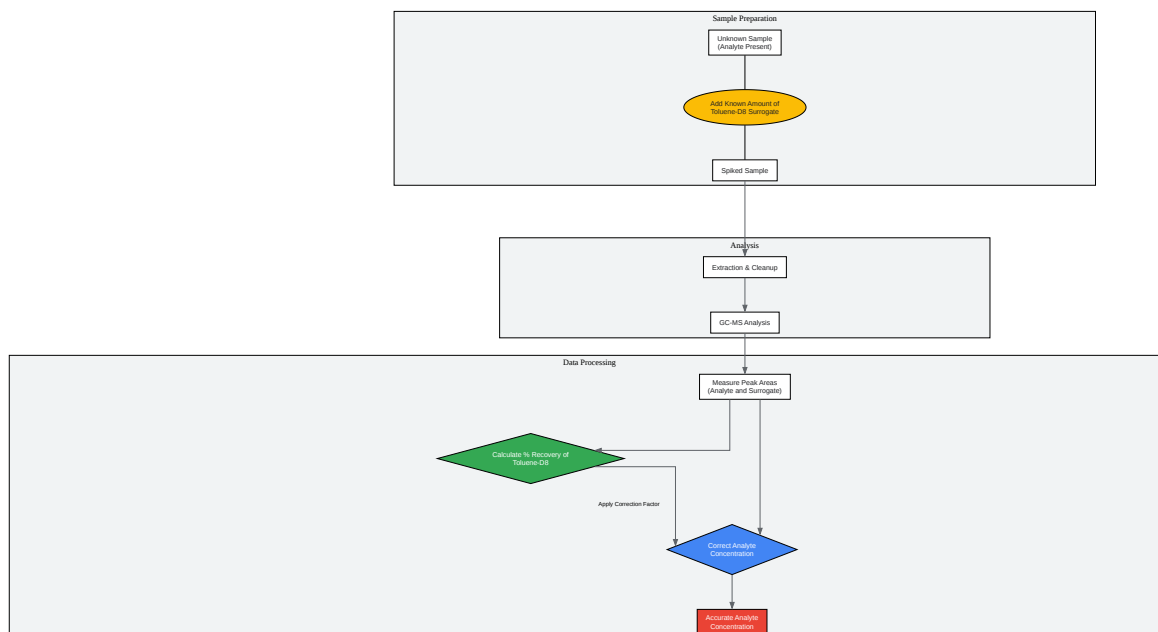 Sample Preparation
Unknown Sample
(Analyte Present)
Add Known Amount of
Toluene-D8 Surrogate
Spiked Sample
Analysis
Extraction & Cleanup
GC-MS Analysis
Data Processing
Measure Peak Areas
(Analyte and Surrogate)
Calculate % Recovery of
Toluene-D8
Apply Correction Factor
Correct Analyte
Concentration
Accurate Analyte
Concentration